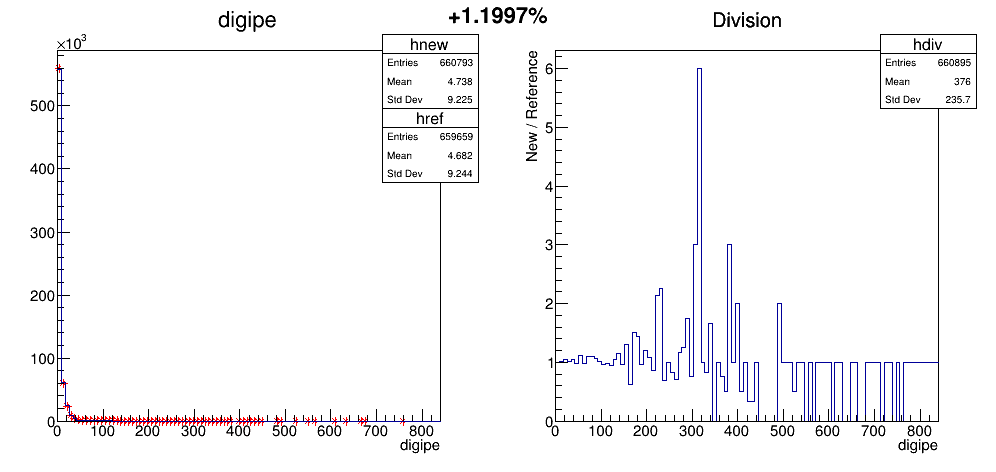 +1.1997%
digipe
×10³
hnew
Entries 660793
Mean 4.738
Std Dev 9.225
href
Entries 659659
Mean 4.682
Std Dev 9.244
500
400
300
200
100
0
0 100 200 300 400 500 600 700 800
digipe
Division
hdiv
Entries 660895
Mean 376
Std Dev 235.7
New / Reference
6
5
4
3
2
1
0
0 100 200 300 400 500 600 700 800
digipe